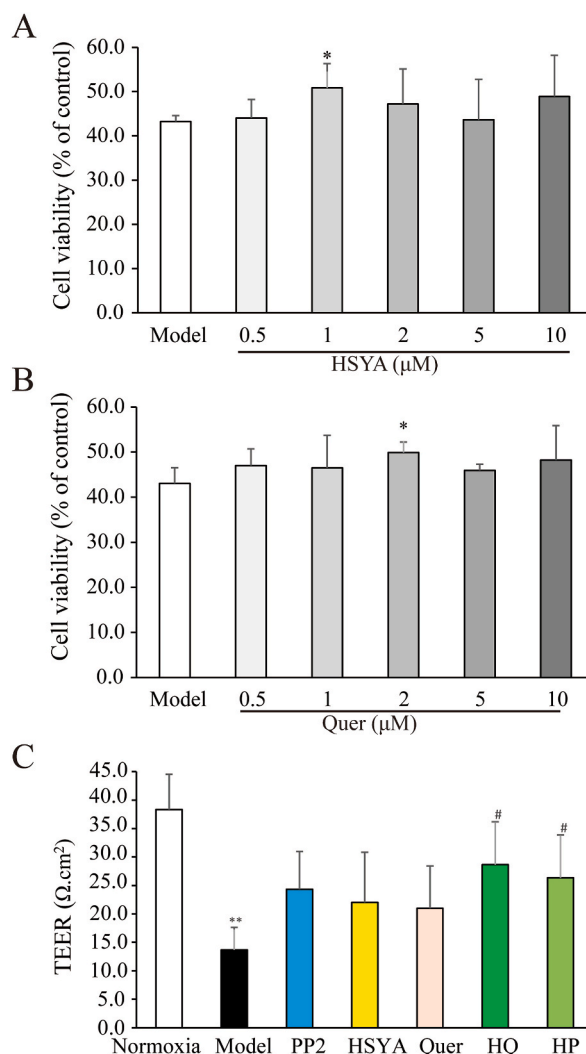 A
Cell viability (% of control)
60.0
50.0
40.0
30.0
20.0
10.0
0.0
*
Model 0.5 1 2 5 10
HSYA (μM)
B
Cell viability (% of control)
60.0
50.0
40.0
30.0
20.0
10.0
0.0
*
Model 0.5 1 2 5 10
Quer (μM)
C
TEER (Ω.cm²)
45.0
40.0
35.0
30.0
25.0
20.0
15.0
10.0
5.0
0.0
** # #
Normoxia Model PP2 HSYA Quer HQ HP